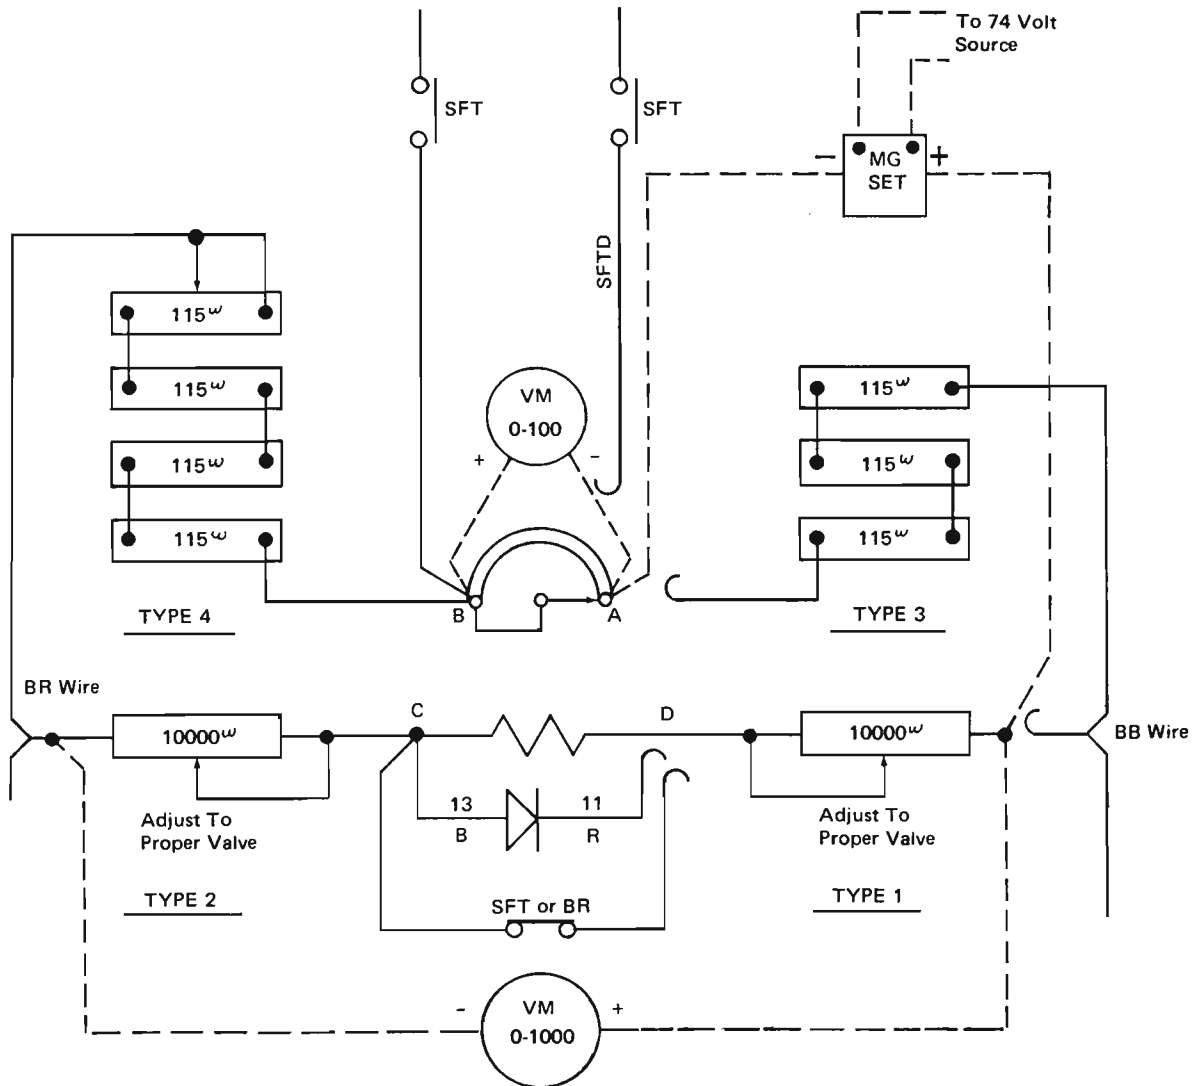 To 74 Volt
Source
SFT
SFT
− MG +
SET
SFTD
115ω
115ω
115ω
115ω
TYPE 4
VM
0-100
+ −
B A
115ω
115ω
115ω
TYPE 3
BR Wire
10000ω
Adjust To
Proper Valve
TYPE 2
C D
13 11
B R
SFT or BR
10000ω
Adjust To
Proper Valve
TYPE 1
BB Wire
- VM +
0-1000